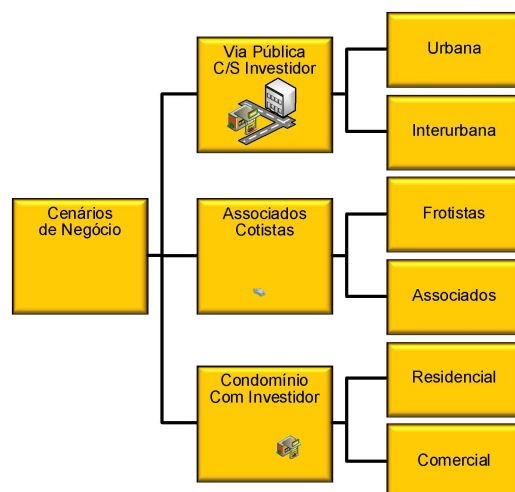 Via Pública
C/S Investidor
Urbana
Interurbana
Cenários
de Negócio
Associados
Cotistas
Frotistas
Associados
Condomínio
Com Investidor
Residencial
Comercial